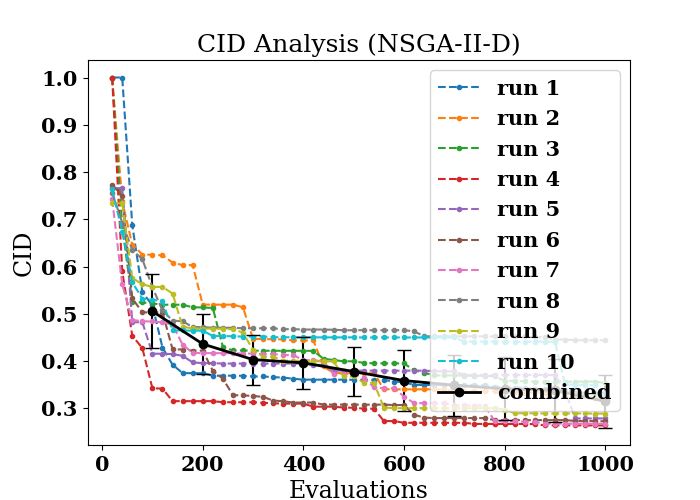 CID Analysis (NSGA-II-D)
CID
1.0
0.9
0.8
0.7
0.6
0.5
0.4
0.3
0
200
400
600
800
1000
Evaluations
run 1
run 2
run 3
run 4
run 5
run 6
run 7
run 8
run 9
run 10
combined